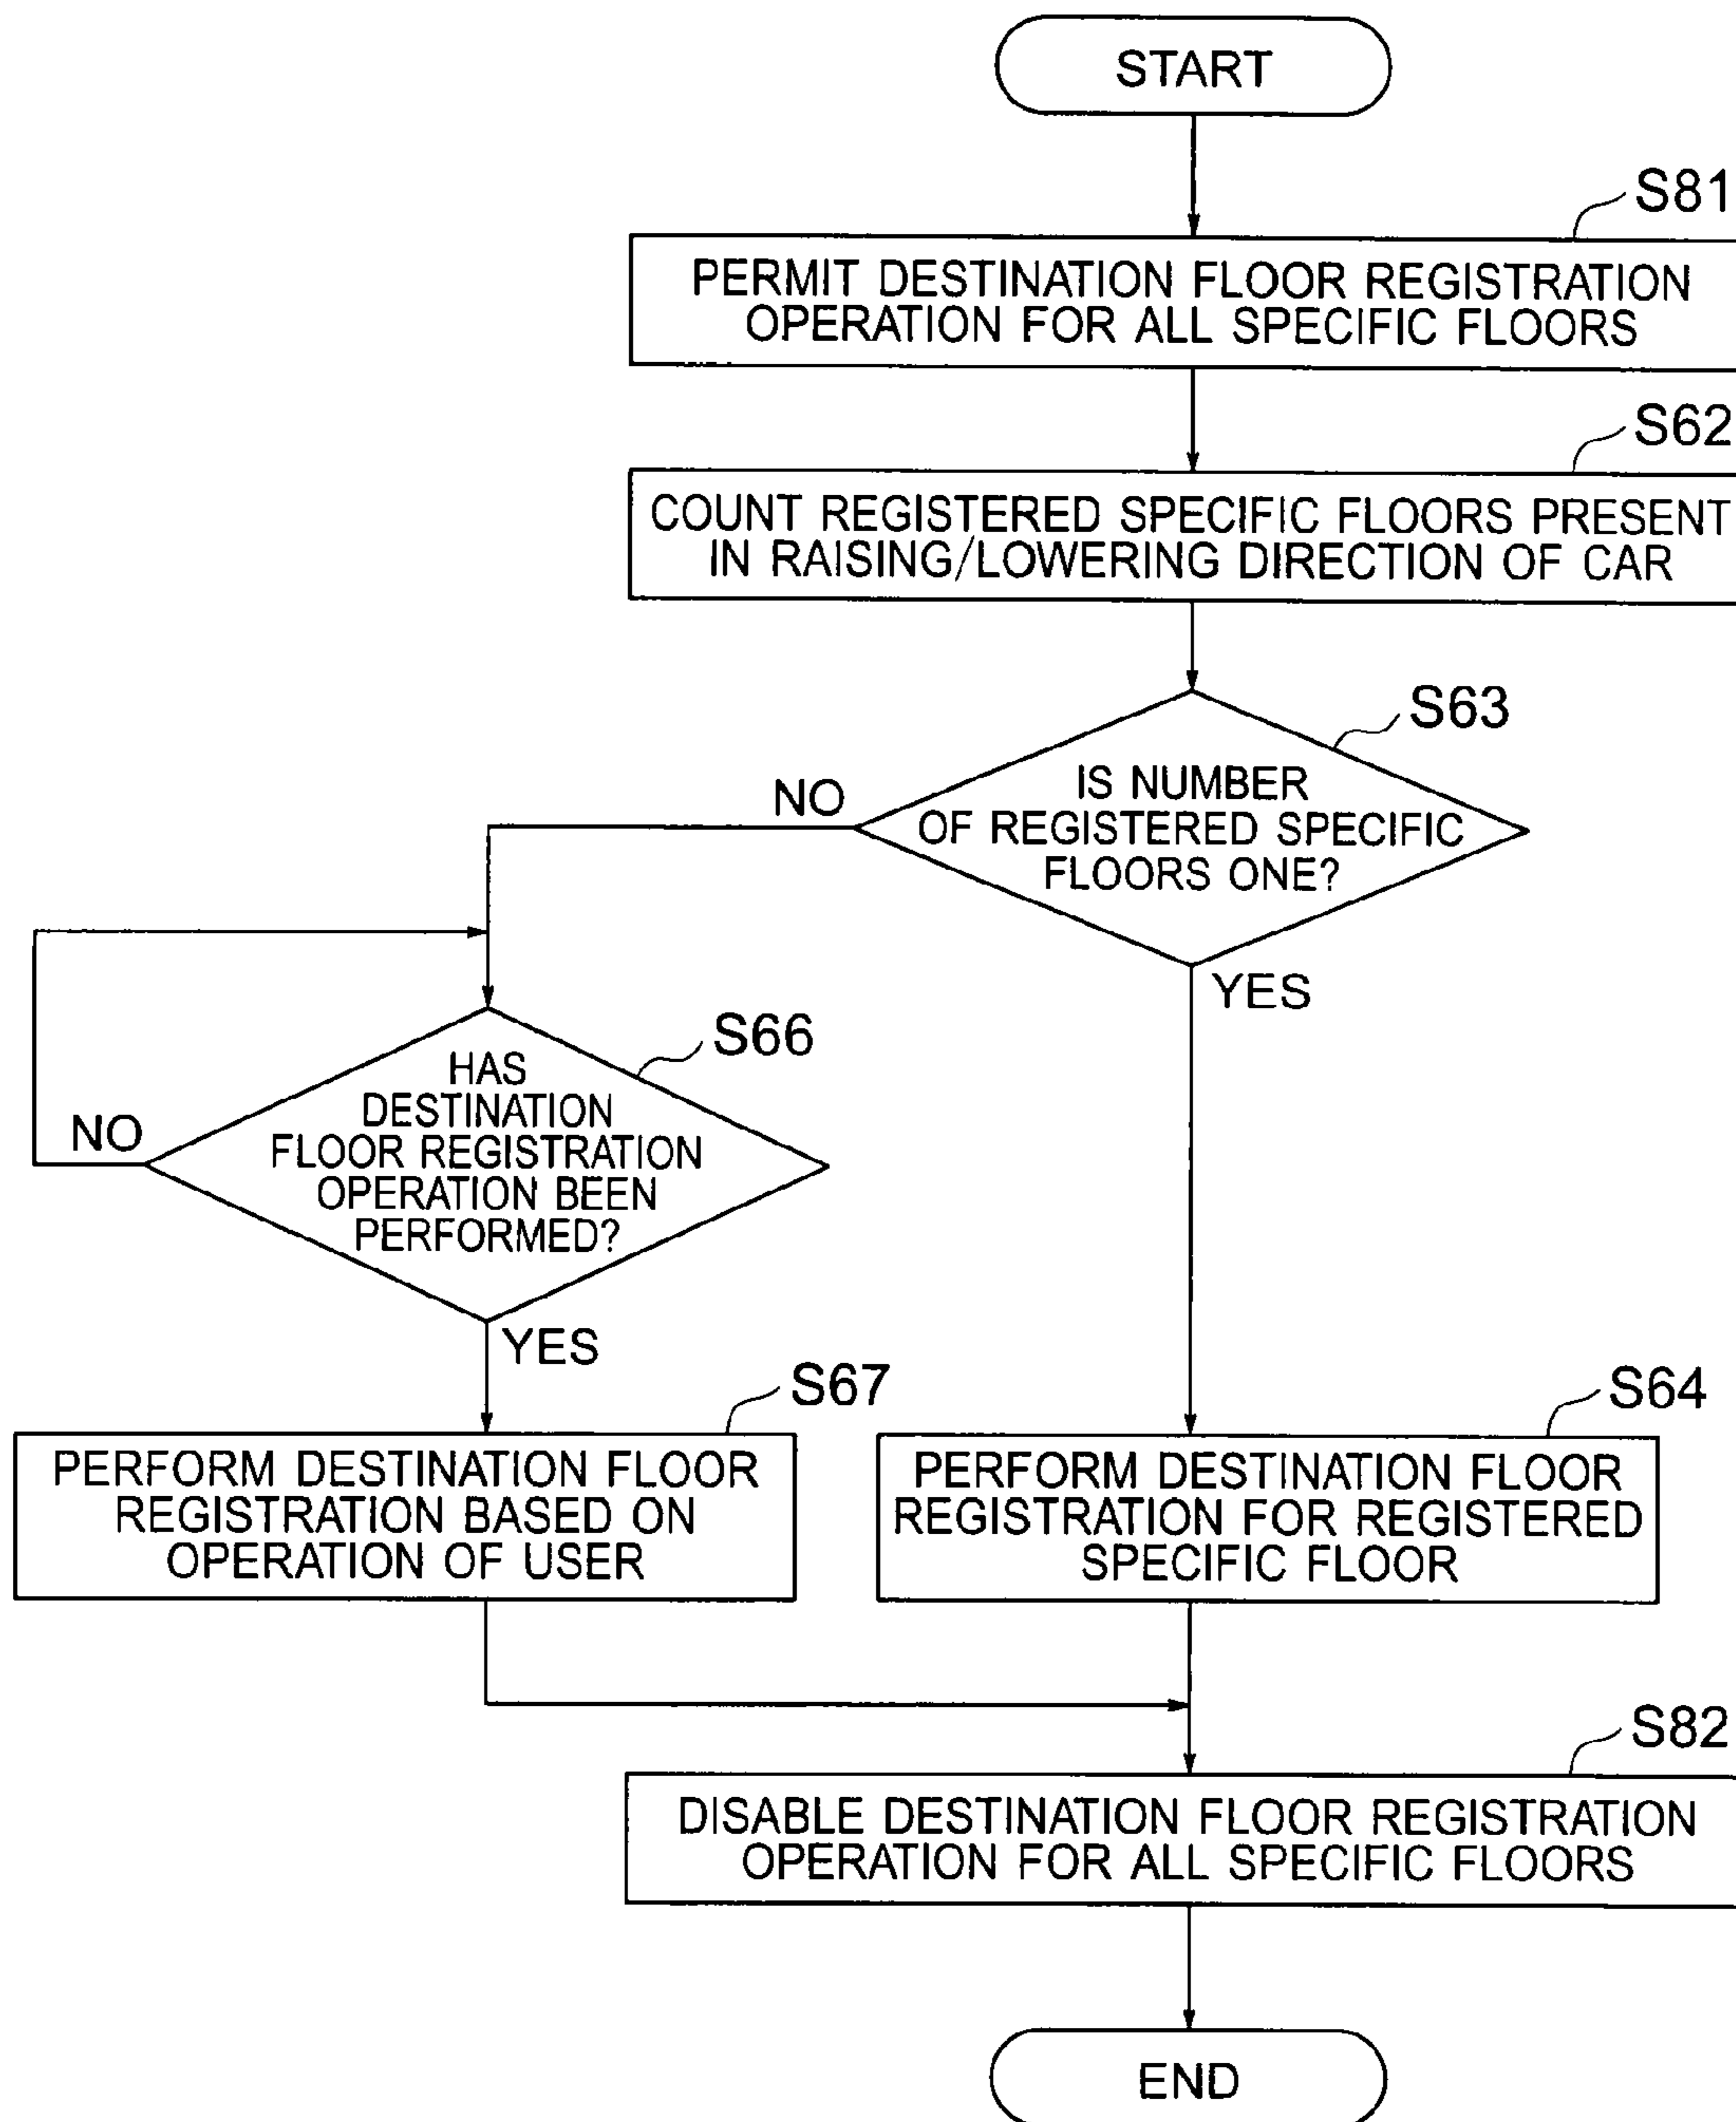 START
S81
PERMIT DESTINATION FLOOR REGISTRATION
OPERATION FOR ALL SPECIFIC FLOORS
S62
COUNT REGISTERED SPECIFIC FLOORS PRESENT
IN RAISING/LOWERING DIRECTION OF CAR
S63
IS NUMBER
OF REGISTERED SPECIFIC
FLOORS ONE?
NO
YES
S66
HAS
DESTINATION
FLOOR REGISTRATION
OPERATION BEEN
PERFORMED?
NO
YES
S67
PERFORM DESTINATION FLOOR
REGISTRATION BASED ON
OPERATION OF USER
S64
PERFORM DESTINATION FLOOR
REGISTRATION FOR REGISTERED
SPECIFIC FLOOR
S82
DISABLE DESTINATION FLOOR REGISTRATION
OPERATION FOR ALL SPECIFIC FLOORS
END